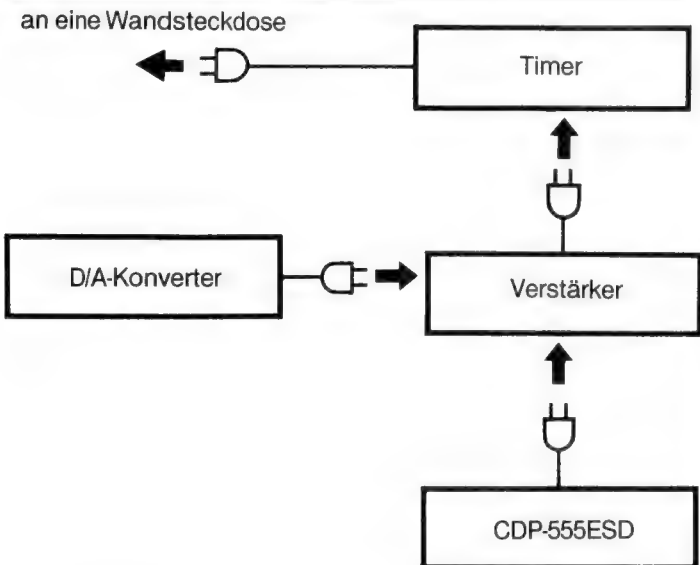 an eine Wandsteckdose
Timer
D/A-Konverter
Verstärker
CDP-555ESD